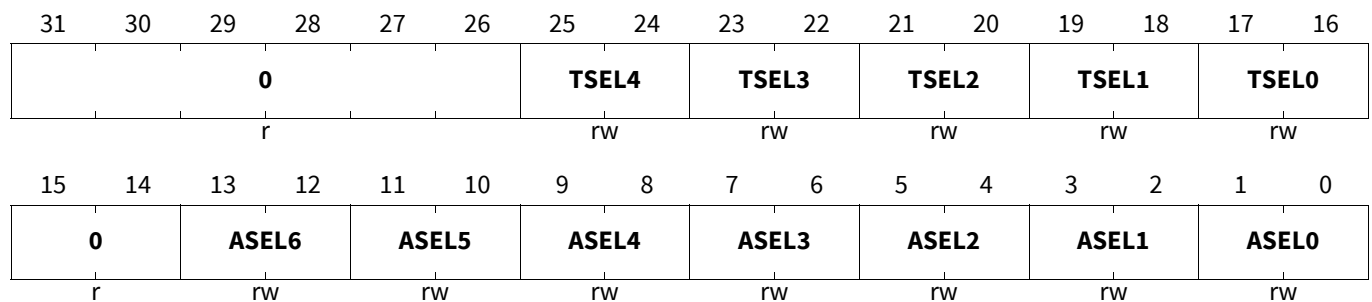 31 30 29 28 27 26 25 24 23 22 21 20 19 18 17 16
0 TSEL4 TSEL3 TSEL2 TSEL1 TSEL0
r rw rw rw rw rw
15 14 13 12 11 10 9 8 7 6 5 4 3 2 1 0
0 ASEL6 ASEL5 ASEL4 ASEL3 ASEL2 ASEL1 ASEL0
r rw rw rw rw rw rw rw